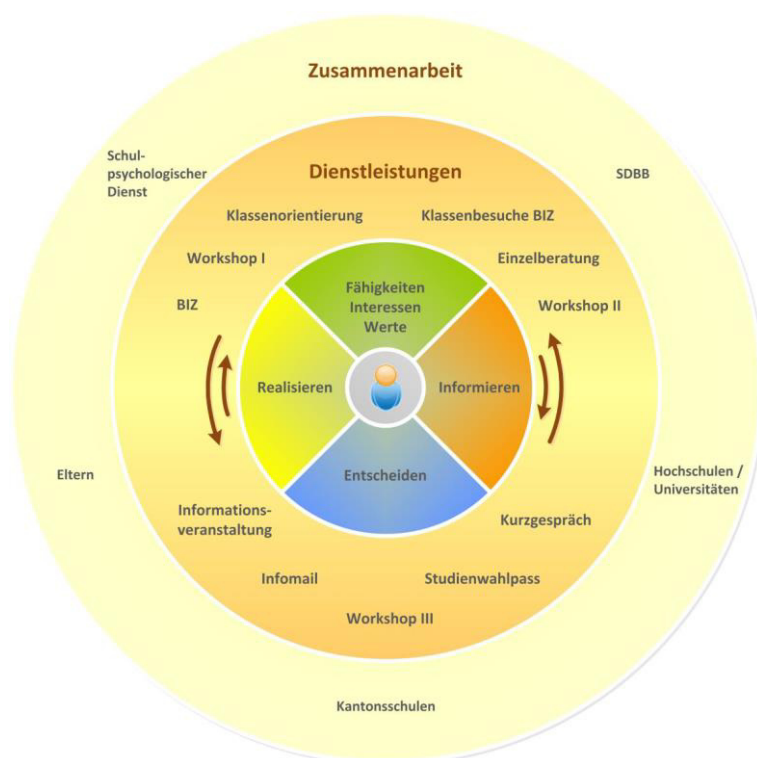 Zusammenarbeit
Schul-
psychologischer
Dienst
SDBB
Dienstleistungen
Klassenorientierung
Klassenbesuche BIZ
Workshop I
Einzelberatung
BIZ
Workshop II
Fähigkeiten
Interessen
Werte
Realisieren
Informieren
Entscheiden
Eltern
Hochschulen /
Universitäten
Informations-
veranstaltung
Kurzgespräch
Infomail
Studienwahlpass
Workshop III
Kantonsschulen